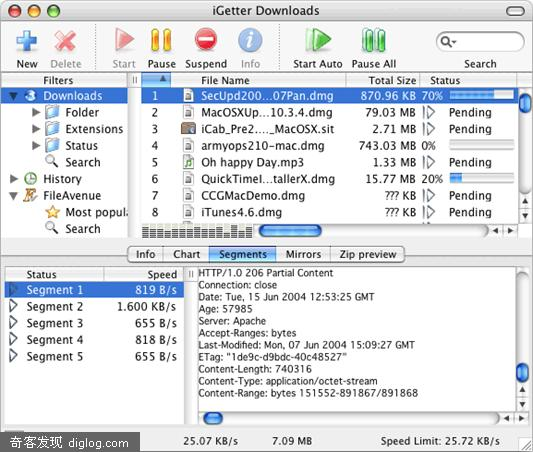 iGetter Downloads
New Delete Start Pause Suspend Info Start Auto Pause All Search
Filters File Name Total Size Status
Downloads 1 SecUpd200...07Pan.dmg 870.96 KB 70%
Folder 2 MacOSXUp...10.3.4.dmg 79.03 MB Pending
Extensions 3 iCab_Pre2..._MacOSX.sit 2.71 MB Pending
Status 4 armyops210-mac.dmg 743.03 MB 0%
Search 5 Oh happy Day.mp3 1.33 MB Pending
History 6 QuickTimeI...tallerX.dmg 15.77 MB 20%
FileAvenue 7 CCGMacDemo.dmg ??? KB Pending
Most popula 8 iTunes4.6.dmg ??? KB Pending
Search
Info Chart Segments Mirrors Zip preview
Status Speed
Segment 1 819 B/s
Segment 2 1.600 KB/s
Segment 3 655 B/s
Segment 4 818 B/s
Segment 5 655 B/s
HTTP/1.0 206 Partial Content
Connection: close
Date: Tue, 15 Jun 2004 12:53:25 GMT
Age: 57985
Server: Apache
Accept-Ranges: bytes
Last-Modified: Mon, 07 Jun 2004 15:09:27 GMT
ETag: "1de9c-d9bdc-40c48527"
Content-Length: 740316
Content-Type: application/octet-stream
Content-Range: bytes 151552-891867/891868
奇客发现 diglog.com 25.07 KB/s 7.09 MB Speed Limit: 25.72 KB/s